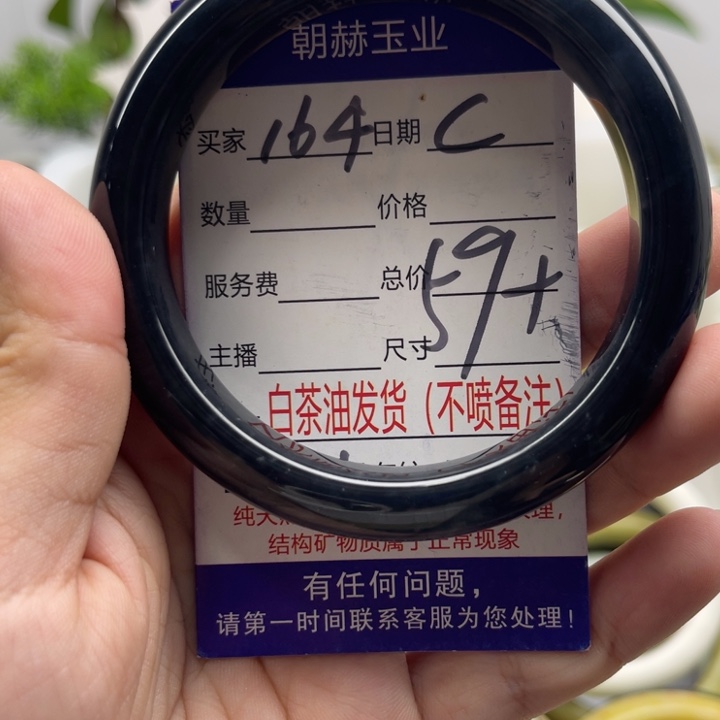 朝赫玉业
买家 164 日期 C
数量 价格
服务费 总价
主播 尺寸 59+
白茶油发货（不喷备注）
纯天
结构矿物质属于正常现象
有任何问题，
请第一时间联系客服为您处理！